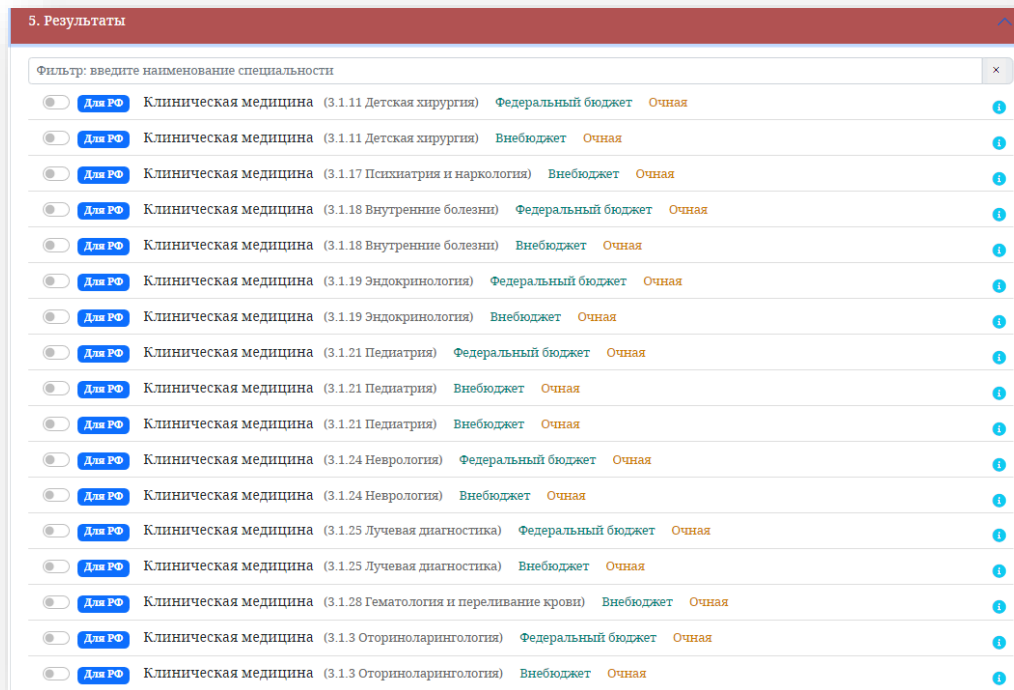 5. Результаты
Фильтр: введите наименование специальности ×
Для РФ Клиническая медицина (3.1.11 Детская хирургия) Федеральный бюджет Очная
Для РФ Клиническая медицина (3.1.11 Детская хирургия) Внебюджет Очная
Для РФ Клиническая медицина (3.1.17 Психиатрия и наркология) Внебюджет Очная
Для РФ Клиническая медицина (3.1.18 Внутренние болезни) Федеральный бюджет Очная
Для РФ Клиническая медицина (3.1.18 Внутренние болезни) Внебюджет Очная
Для РФ Клиническая медицина (3.1.19 Эндокринология) Федеральный бюджет Очная
Для РФ Клиническая медицина (3.1.19 Эндокринология) Внебюджет Очная
Для РФ Клиническая медицина (3.1.21 Педиатрия) Федеральный бюджет Очная
Для РФ Клиническая медицина (3.1.21 Педиатрия) Внебюджет Очная
Для РФ Клиническая медицина (3.1.21 Педиатрия) Внебюджет Очная
Для РФ Клиническая медицина (3.1.24 Неврология) Федеральный бюджет Очная
Для РФ Клиническая медицина (3.1.24 Неврология) Внебюджет Очная
Для РФ Клиническая медицина (3.1.25 Лучевая диагностика) Федеральный бюджет Очная
Для РФ Клиническая медицина (3.1.25 Лучевая диагностика) Внебюджет Очная
Для РФ Клиническая медицина (3.1.28 Гематология и переливание крови) Внебюджет Очная
Для РФ Клиническая медицина (3.1.3 Оториноларингология) Федеральный бюджет Очная
Для РФ Клиническая медицина (3.1.3 Оториноларингология) Внебюджет Очная